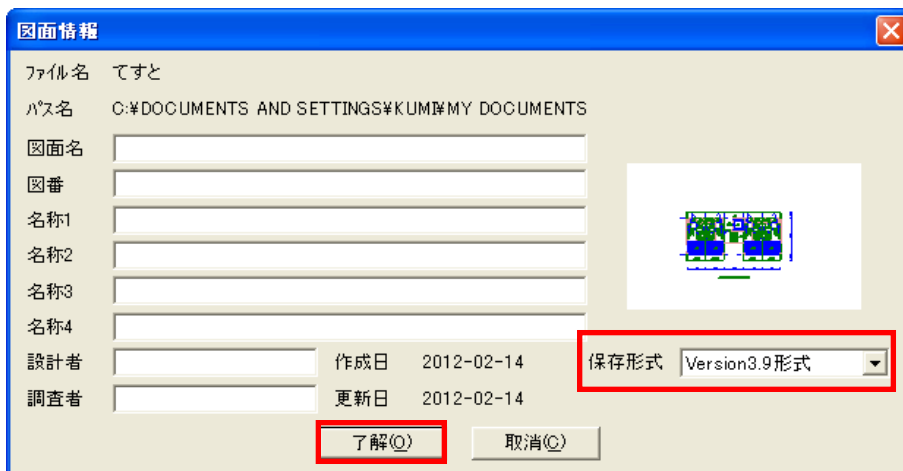 図面情報
ファイル名 てすと
パス名 C:¥DOCUMENTS AND SETTINGS¥KUMI¥MY DOCUMENTS
図面名
図番
名称1
名称2
名称3
名称4
設計者 作成日 2012-02-14 保存形式 Version3.9形式
調査者 更新日 2012-02-14
了解(O) 取消(C)